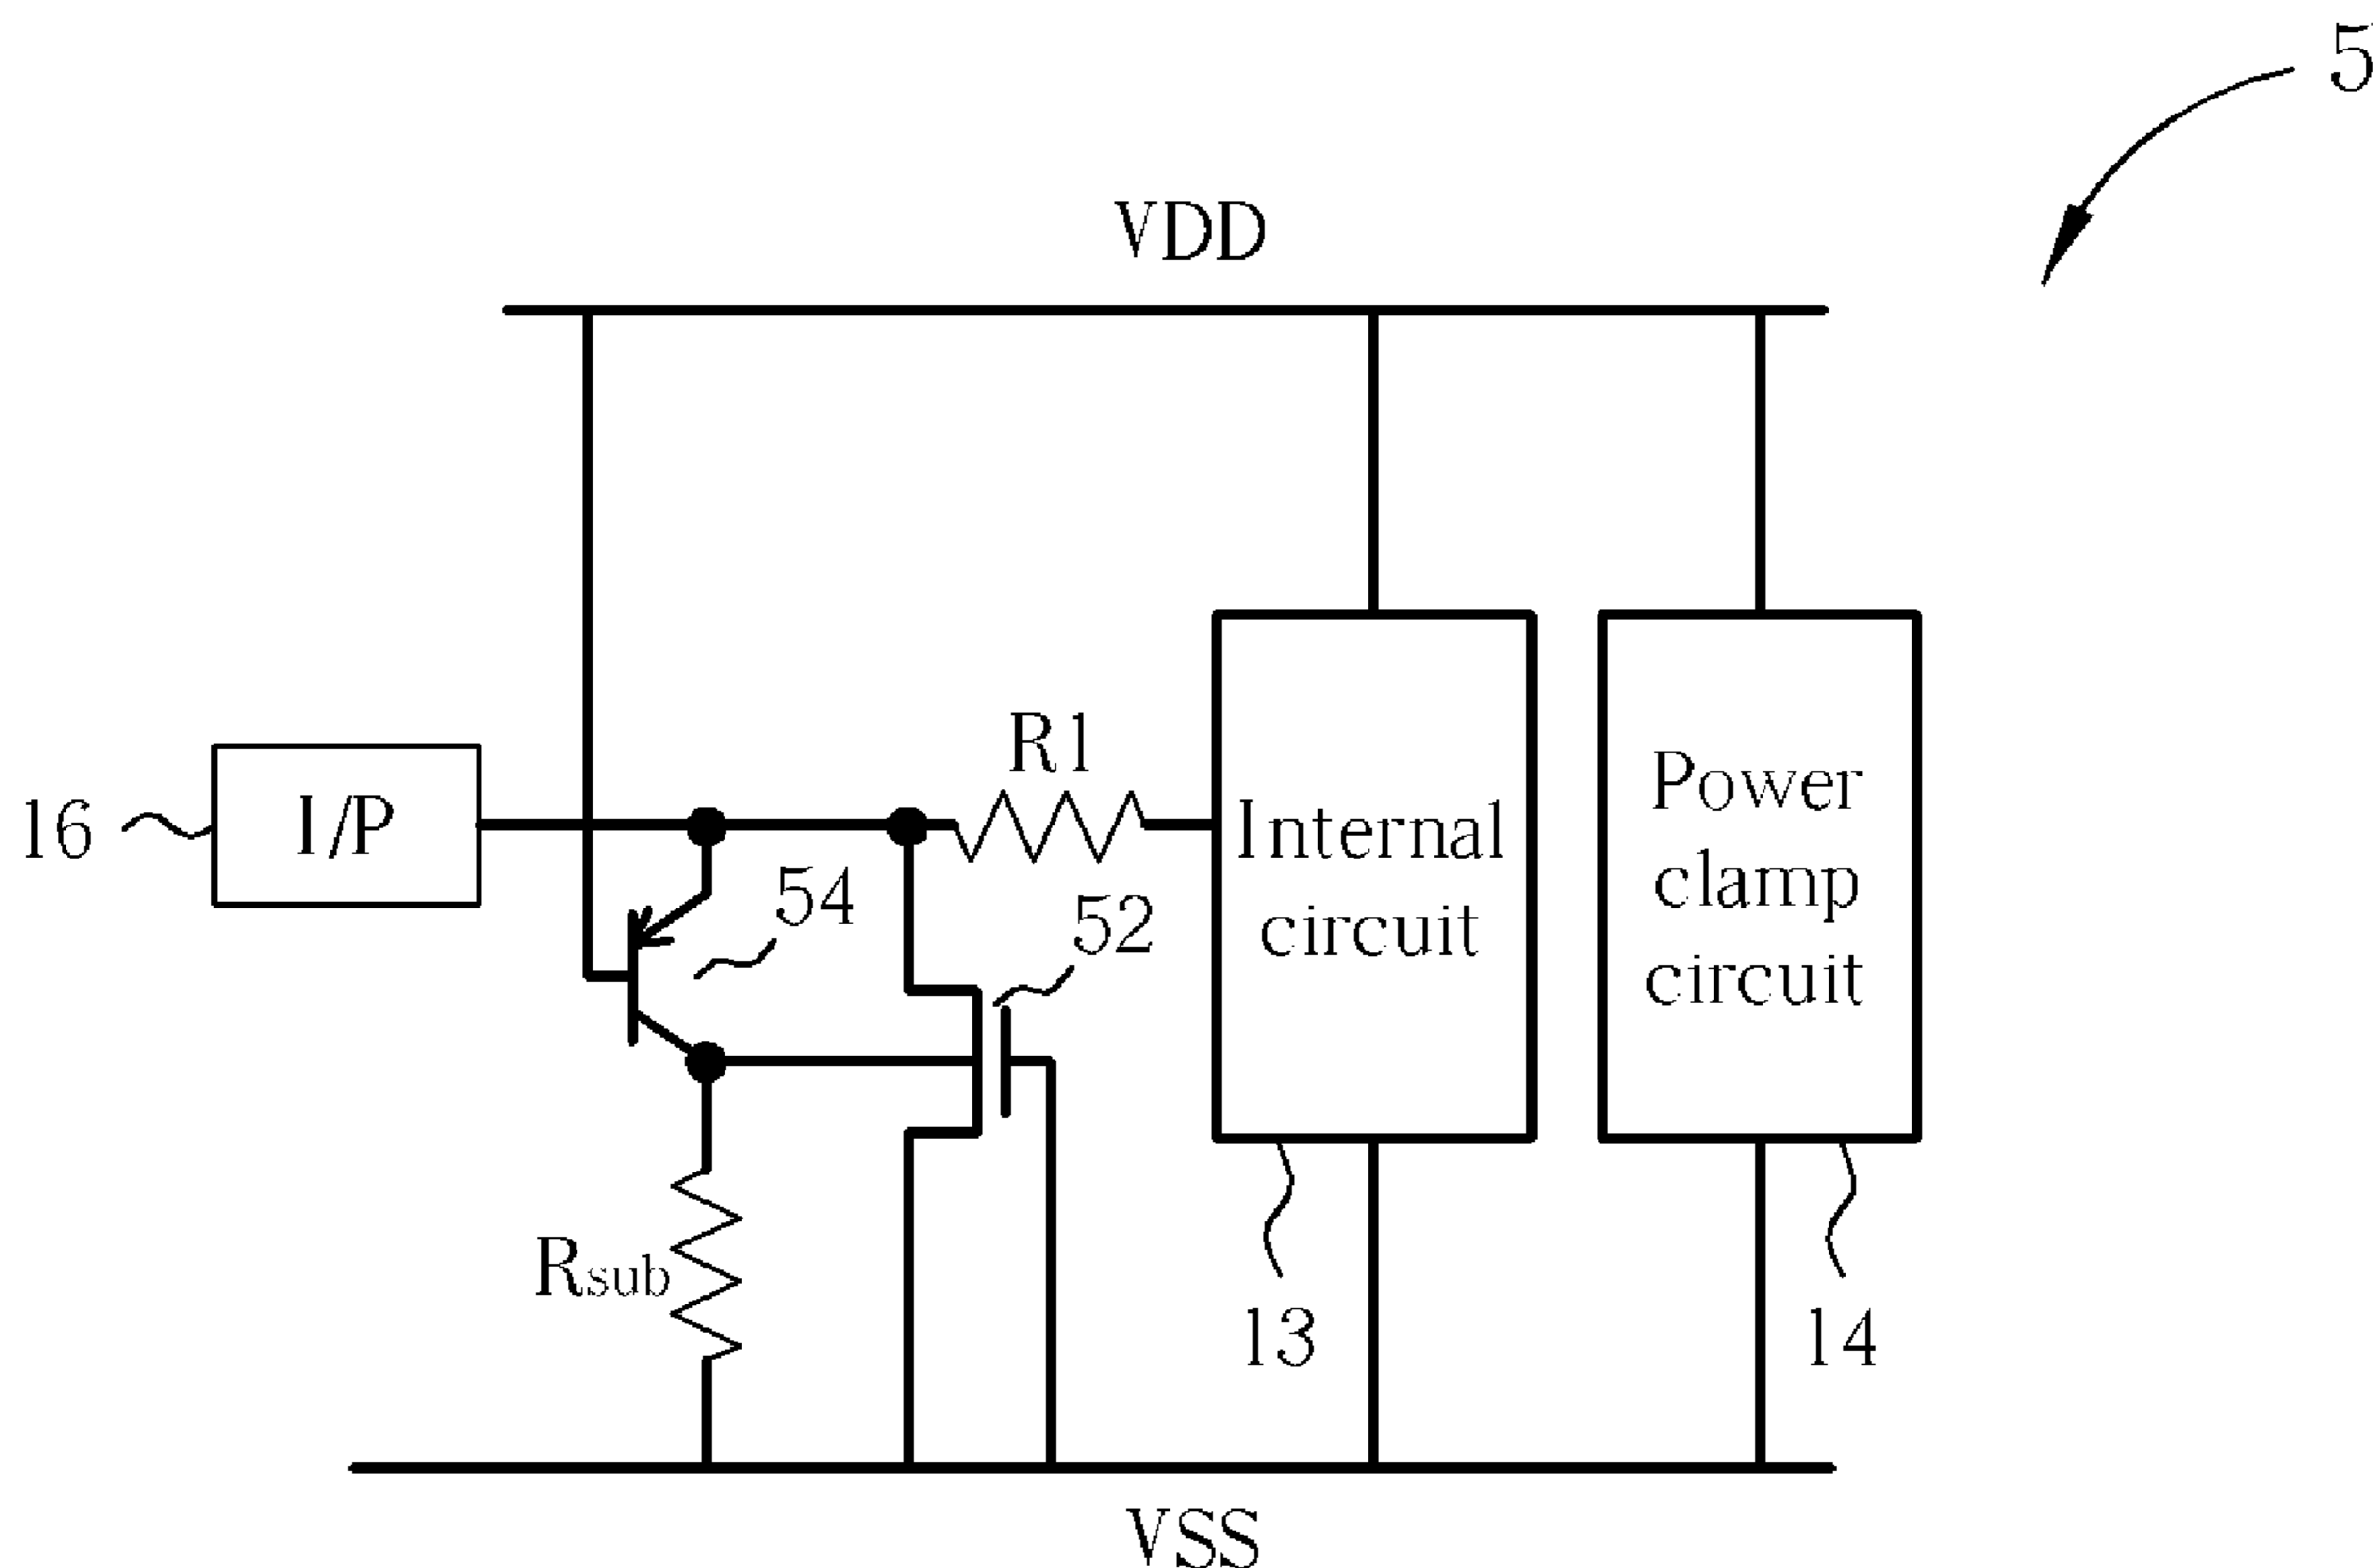 5
VDD
R1
16
I/P
54
52
Internal
circuit
Power
clamp
circuit
Rsub
13
14
VSS